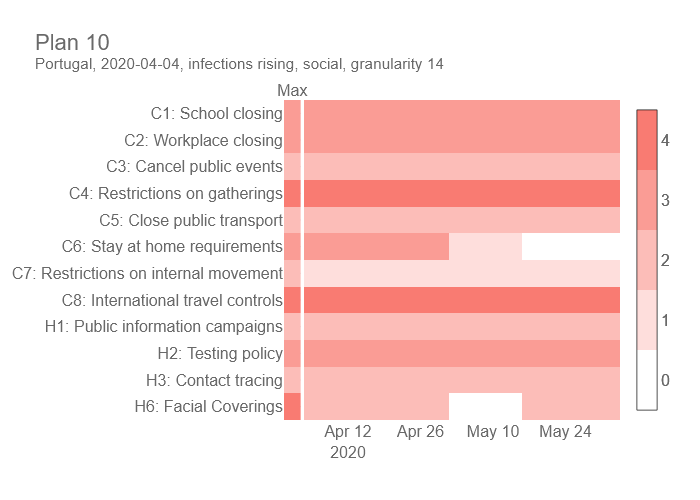 Plan 10
Portugal, 2020-04-04, infections rising, social, granularity 14
Max
C1: School closing
C2: Workplace closing
C3: Cancel public events
C4: Restrictions on gatherings
C5: Close public transport
C6: Stay at home requirements
C7: Restrictions on internal movement
C8: International travel controls
H1: Public information campaigns
H2: Testing policy
H3: Contact tracing
H6: Facial Coverings
Apr 12 Apr 26 May 10 May 24
2020
4
3
2
1
0